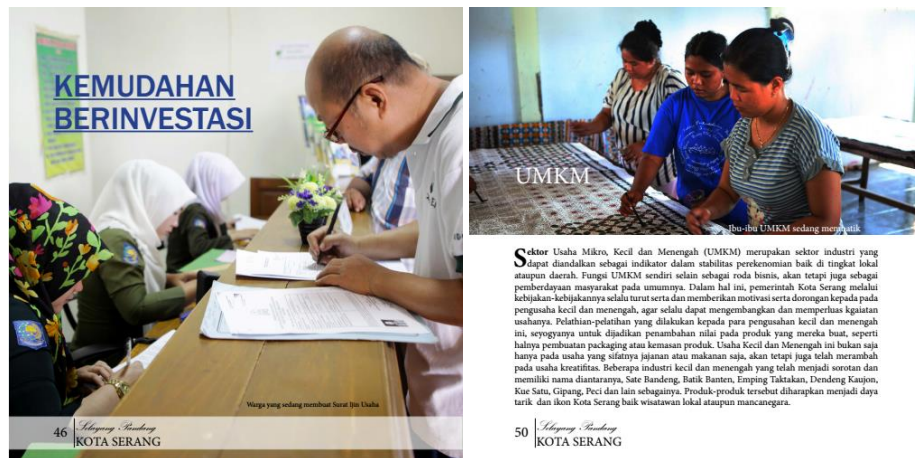 KEMUDAHAN
BERINVESTASI
Warga yang sedang membuat Surat Ijin Usaha
46
Selayang Pandang
KOTA SERANG
UMKM
Ibu-ibu UMKM sedang membatik
Sektor Usaha Mikro, Kecil dan Menengah (UMKM) merupakan sektor industri yang
dapat diandalkan sebagai indikator dalam stabilitas perekonomian baik di tingkat lokal
ataupun daerah. Fungsi UMKM sendiri selain sebagai roda bisnis, akan tetapi juga sebagai
pemberdayaan masyarakat pada umumnya. Dalam hal ini, pemerintah Kota Serang melalui
kebijakan-kebijakannya selalu turut serta dan memberikan motivasi serta dorongan kepada pada
pengusaha kecil dan menengah, agar selalu dapat mengembangkan dan memperluas kgaiatan
usahanya. Pelathian-pelatihan yang dilakukan kepada para pengusahan kecil dan menengah
ini, seyogyanya untuk dijadikan penambahan nilai pada produk yang mereka buat, seperti
halnya pembuatan packaging atau kemasan produk. Usaha Kecil dan Menengah ini bukan saja
hanya pada usaha yang sifatnya jajanan atau makanan saja, akan tetapi juga telah merambah
pada usaha kreatifitas. Beberapa industri kecil dan menengah yang telah menjadi sorotan dan
memiliki nama diantaranya, Sate Bandeng, Batik Banten, Emping Taktakan, Dendeng Kaujon,
Kue Satu, Gipang, Peci dan lain sebagainya. Produk-produk tersebut diharapkan menjadi daya
tarik dan ikon Kota Serang baik wisatawan lokal ataupun mancanegara.
50
Selayang Pandang
KOTA SERANG